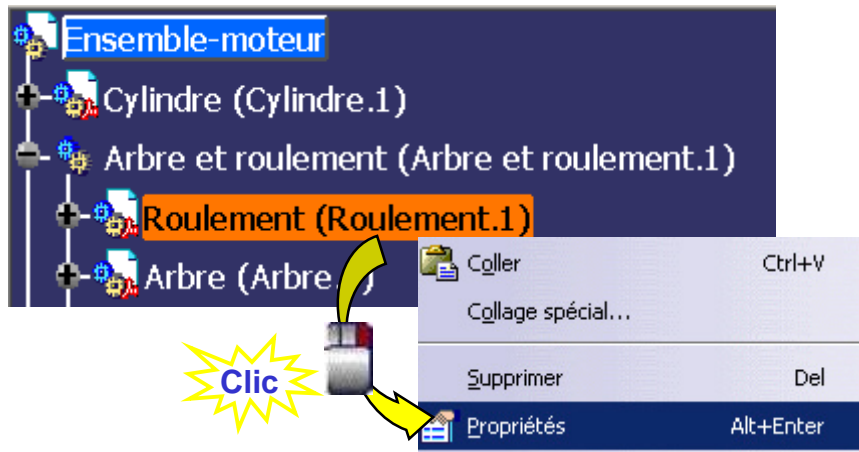 Ensemble-moteur
Cylindre (Cylindre.1)
Arbre et roulement (Arbre et roulement.1)
Roulement (Roulement.1)
Arbre (Arbre. )
Coller Ctrl+V
Collage spécial...
Supprimer Del
Propriétés Alt+Enter
Clic